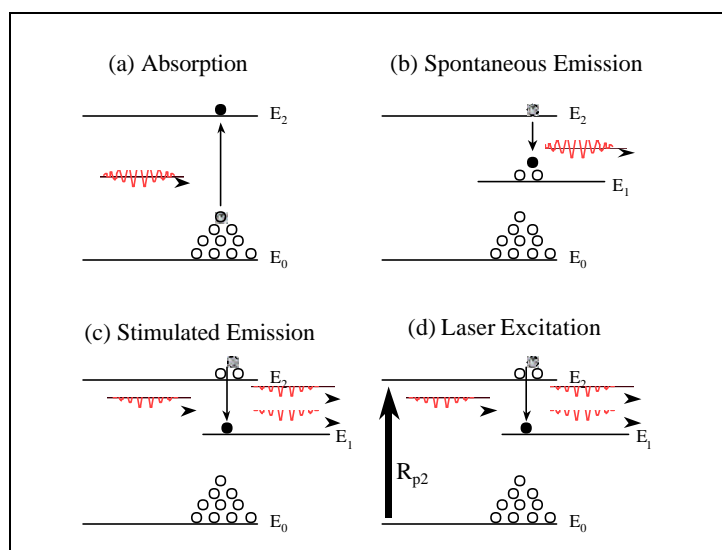 (a) Absorption
(b) Spontaneous Emission
E2
E2
E1
E0
E0
(c) Stimulated Emission
(d) Laser Excitation
E2
E2
E1
E1
Rp2
E0
E0